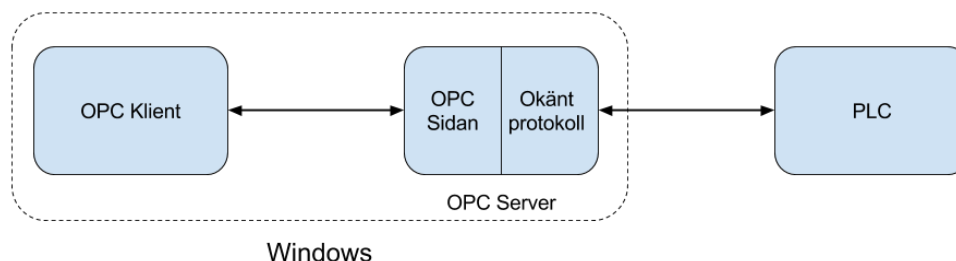 OPC Klient
OPC
Sidan
Okänt
protokoll
PLC
OPC Server
Windows